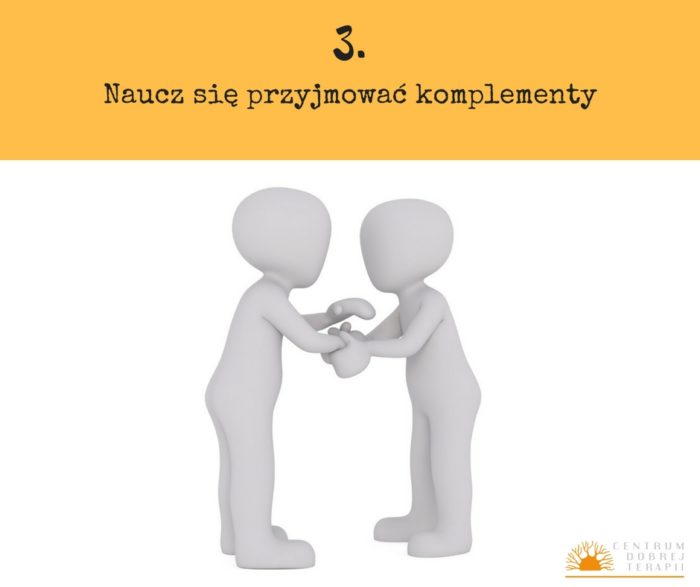 3.
Naucz się przyjmować komplementy
CENTRUM
DOBREJ
TERAPII